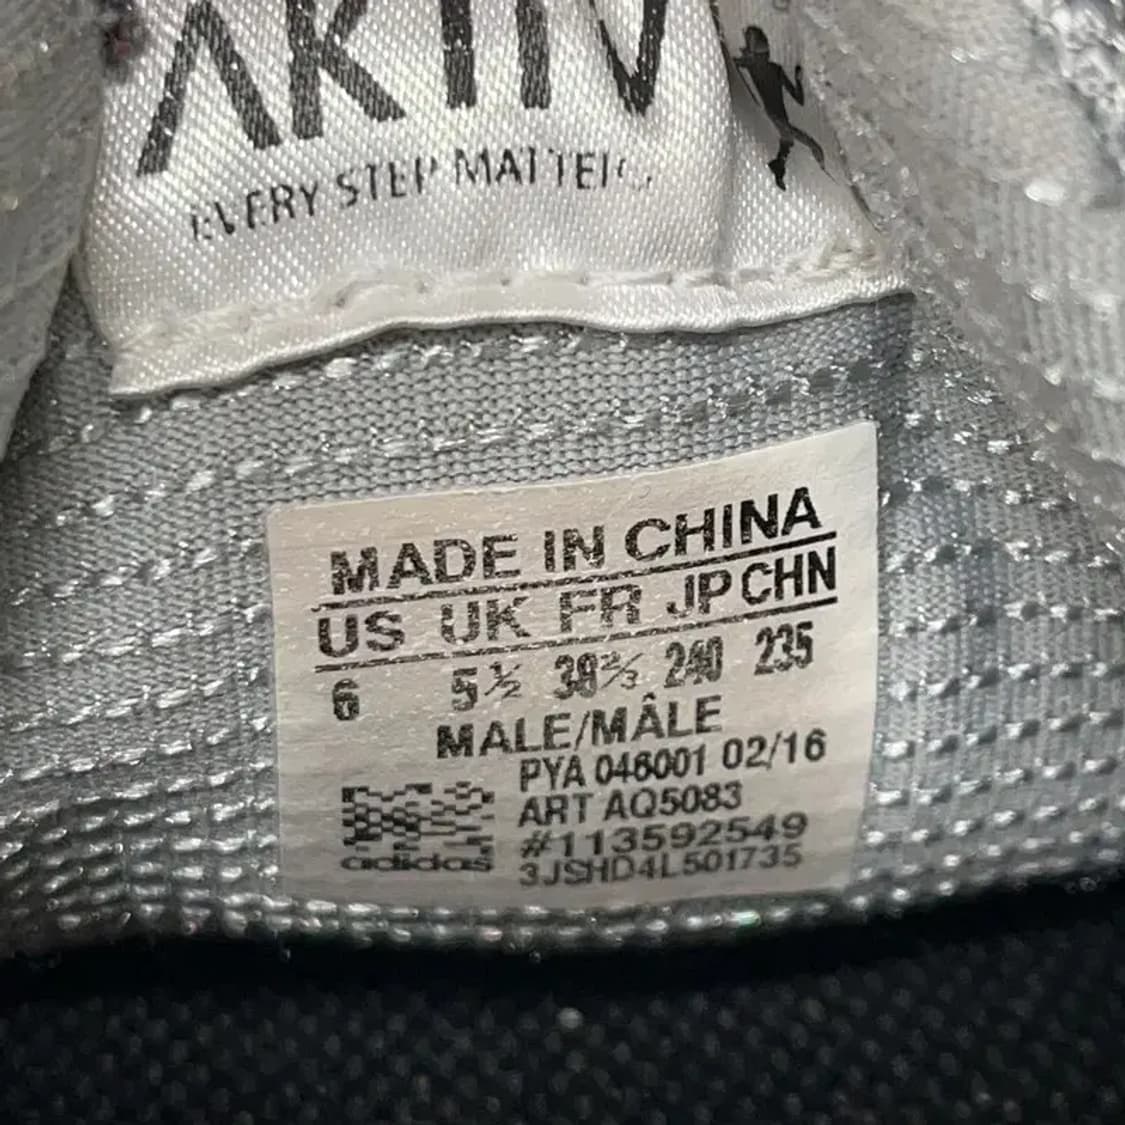 AKTIV
EVERY STEP MATTERS
MADE IN CHINA
US UK FR JP CHN
6 5½ 38⅔ 240 235
MALE/MÂLE
PYA 046001 02/16
ART AQ5083
#113592549
adidas 3JSHD4L501735